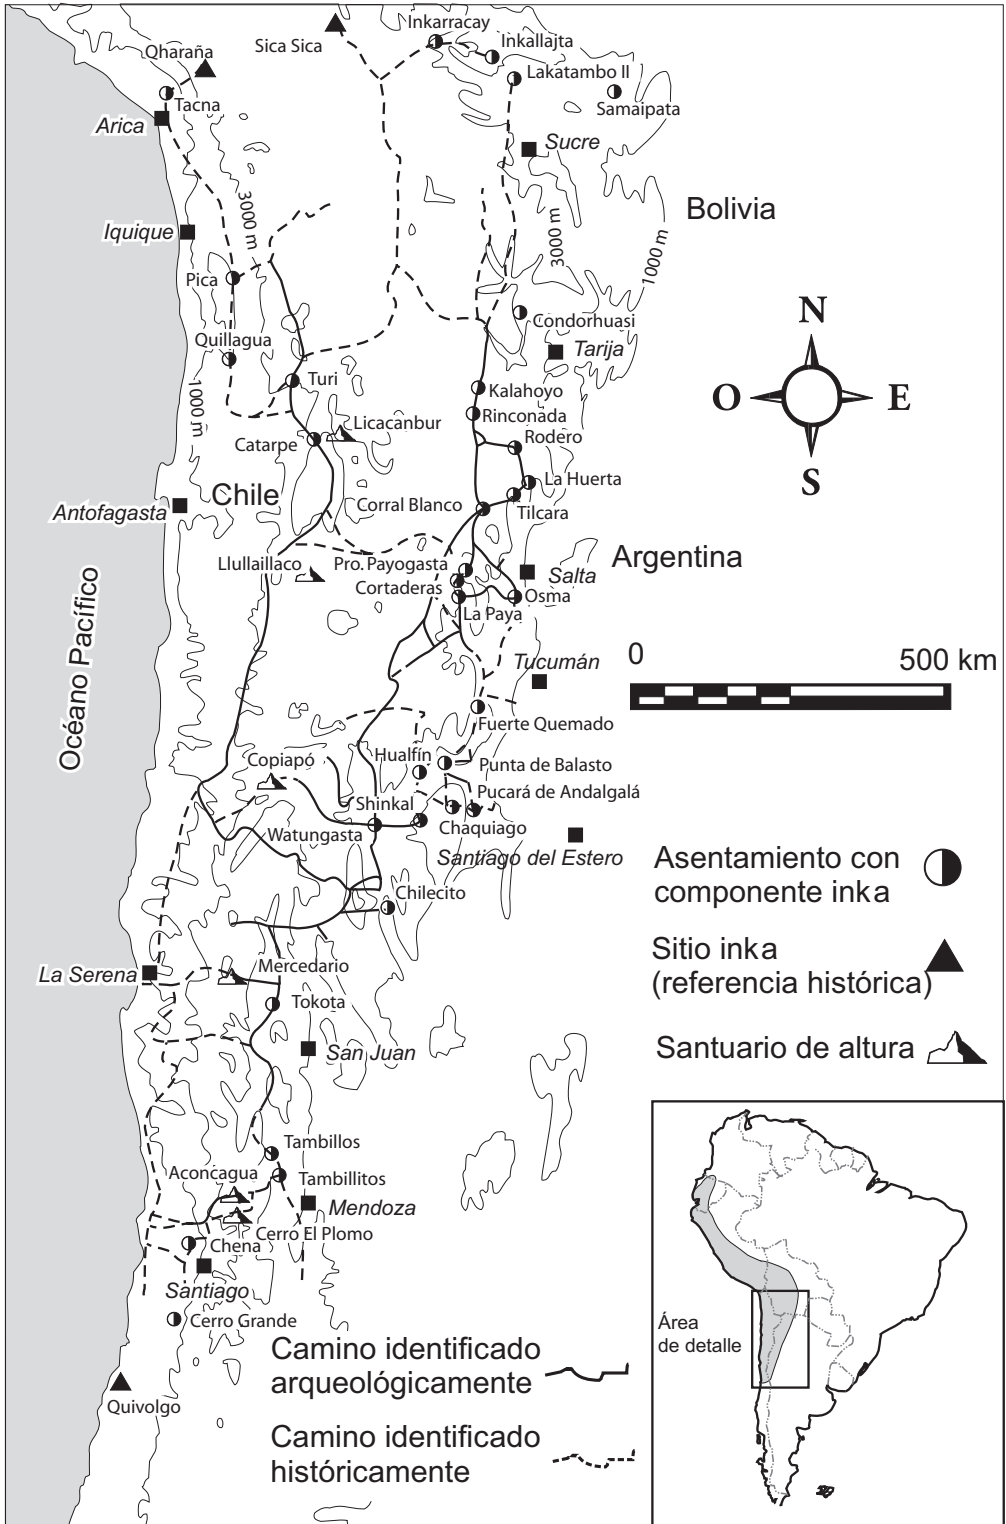 Inkarracay
Sica Sica
Inkallajta
Qharaña
Lakatambo II
Samaipata
Tacna
Arica
Sucre
Bolivia
3000 m
3000 m
1000 m
Iquique
Pica
Condorhuasi
N
Quillagua
Tarija
Turi
Kalahoyo
O
E
1000 m
Rinconada
Licacanbur
Rodero
Catarpe
S
La Huerta
Chile
Corral Blanco
Tilcara
Antofagasta
Argentina
Llullaillaco
Pro. Payogasta
Salta
Cortaderas
Osma
La Paya
Océano Pacífico
0
500 km
Tucumán
Fuerte Quemado
Hualfín
Copiapó
Punta de Balasto
Pucará de Andalgalá
Shinkal
Watungasta
Chaquiago
Santiago del Estero
Asentamiento con
componente inka
Chilecito
Sitio inka
(referencia histórica)
La Serena
Mercedario
Tokota
San Juan
Santuario de altura
Tambillos
Aconcagua
Tambillitos
Mendoza
Cerro El Plomo
Chena
Santiago
Cerro Grande
Quivolgo
Camino identificado
arqueológicamente
Camino identificado
históricamente
Área
de detalle